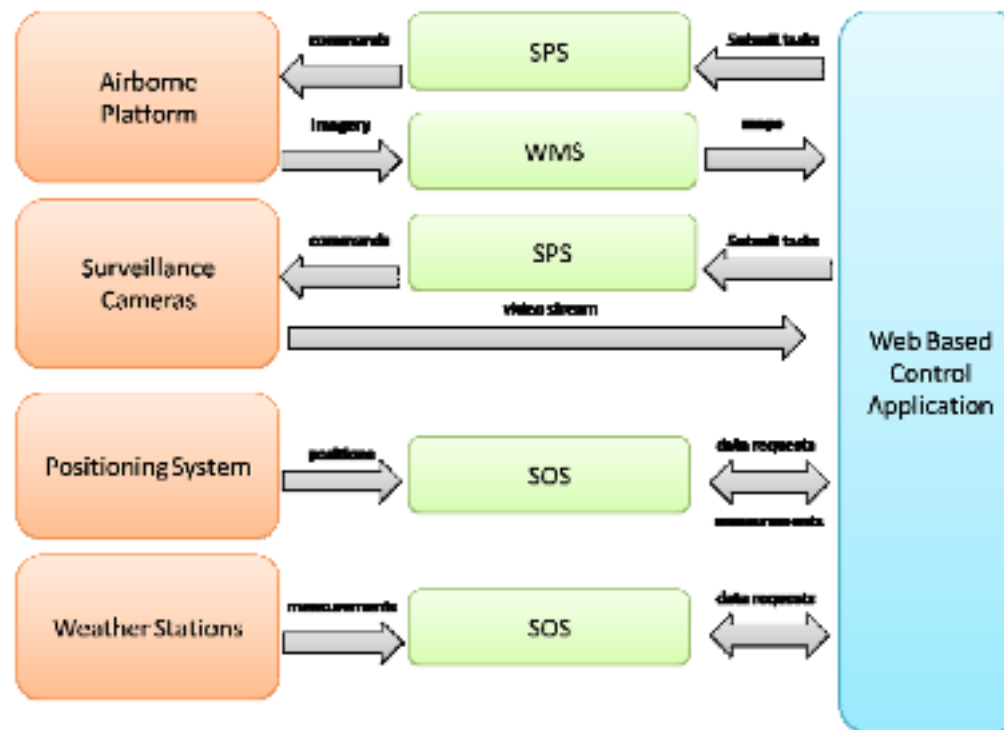 commands
SPS
Submit tasks
Airborne
Platform
imagery
WMS
maps
commands
SPS
Submit tasks
Surveillance
Cameras
video stream
Web Based
Control
Application
Positioning System
positions
SOS
data requests
measurements
Weather Stations
measurements
SOS
data requests